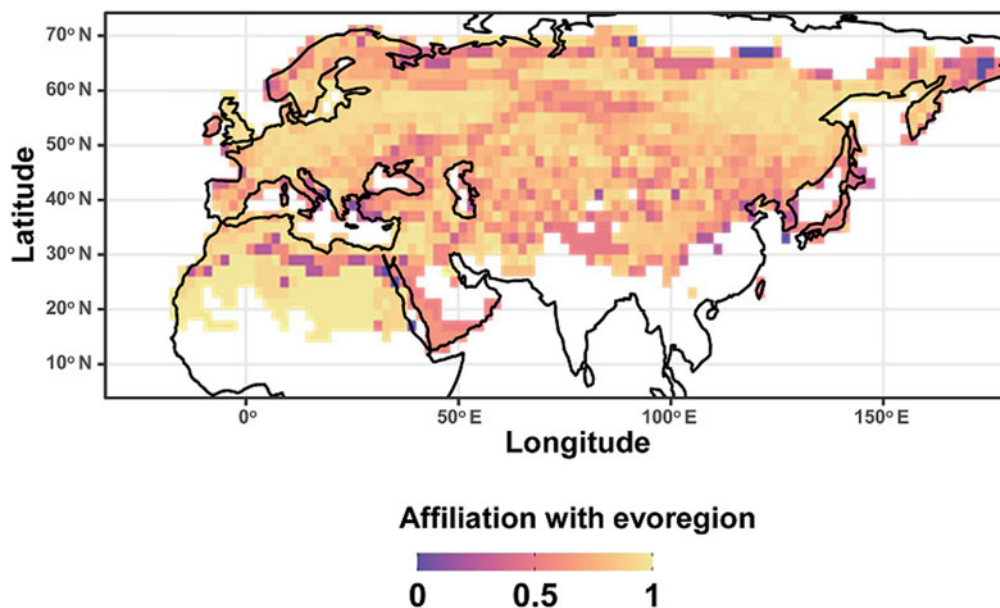 70° N
60° N
50° N
40° N
30° N
20° N
10° N
Latitude
0°
50° E
100° E
150° E
Longitude
Affiliation with evoregion
0
0.5
1